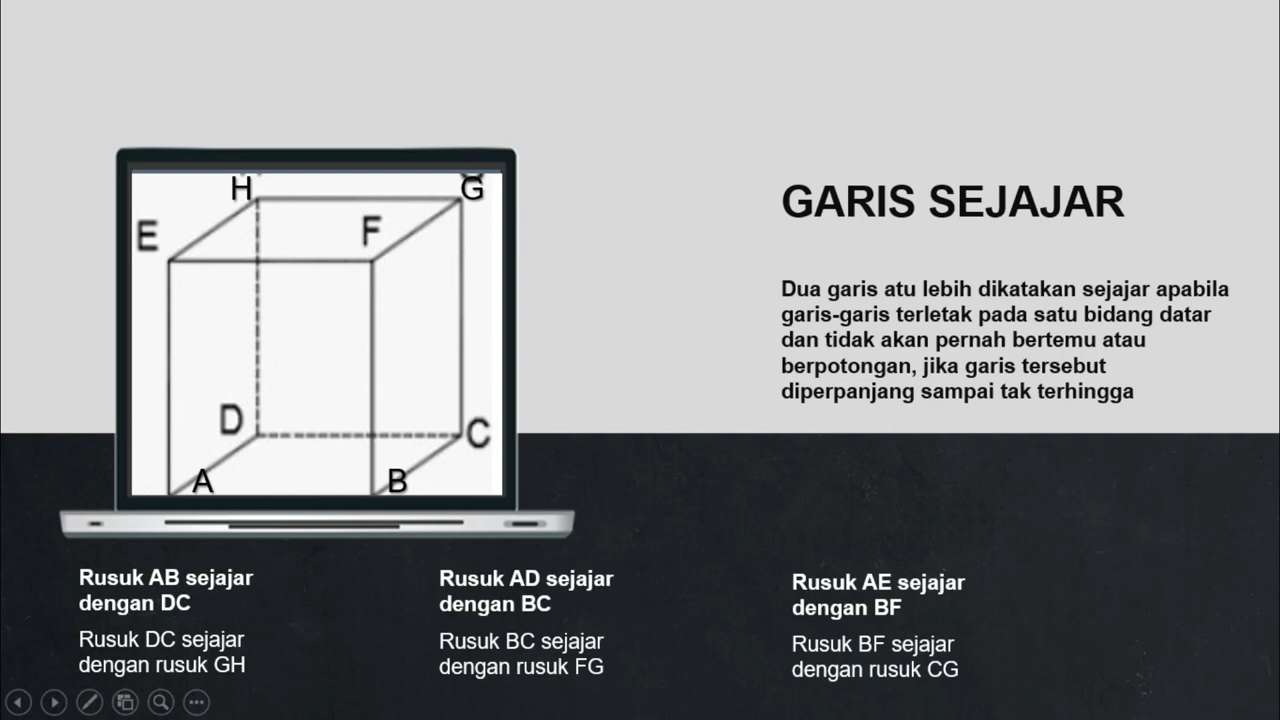 H
G
E
F
D
C
A
B
GARIS SEJAJAR
Dua garis atu lebih dikatakan sejajar apabila
garis-garis terletak pada satu bidang datar
dan tidak akan pernah bertemu atau
berpotongan, jika garis tersebut
diperpanjang sampai tak terhingga
Rusuk AB sejajar
dengan DC
Rusuk DC sejajar
dengan rusuk GH
Rusuk AD sejajar
dengan BC
Rusuk BC sejajar
dengan rusuk FG
Rusuk AE sejajar
dengan BF
Rusuk BF sejajar
dengan rusuk CG